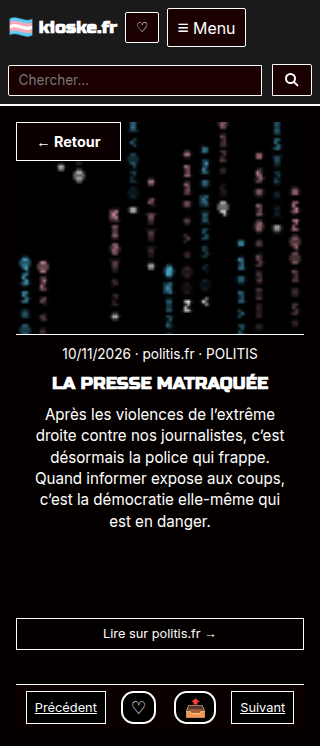 kloske.fr ♡ ≡ Menu
Chercher...
← Retour
10/11/2026 · politis.fr · POLITIS
LA PRESSE MATRAQUÉE
Après les violences de l’extrême
droite contre nos journalistes, c’est
désormais la police qui frappe.
Quand informer expose aux coups,
c’est la démocratie elle-même qui
est en danger.
Lire sur politis.fr →
Précédent ♡ Suivant